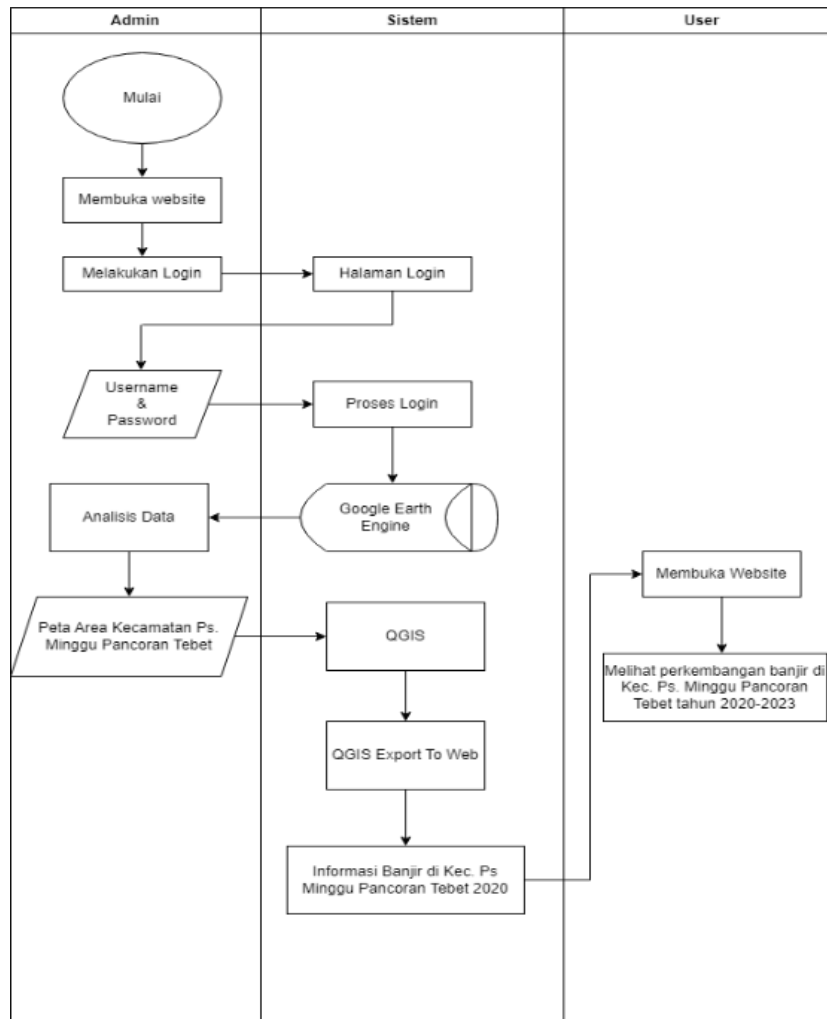 Admin
Sistem
User
Mulai
Membuka website
Melakukan Login
Halaman Login
Username
&
Password
Proses Login
Google Earth
Engine
Analisis Data
Membuka Website
Peta Area Kecamatan Ps.
Minggu Pancoran Tebet
QGIS
Melihat perkembangan banjir di
Kec. Ps. Minggu Pancoran
Tebet tahun 2020-2023
QGIS Export To Web
Informasi Banjir di Kec. Ps
Minggu Pancoran Tebet 2020